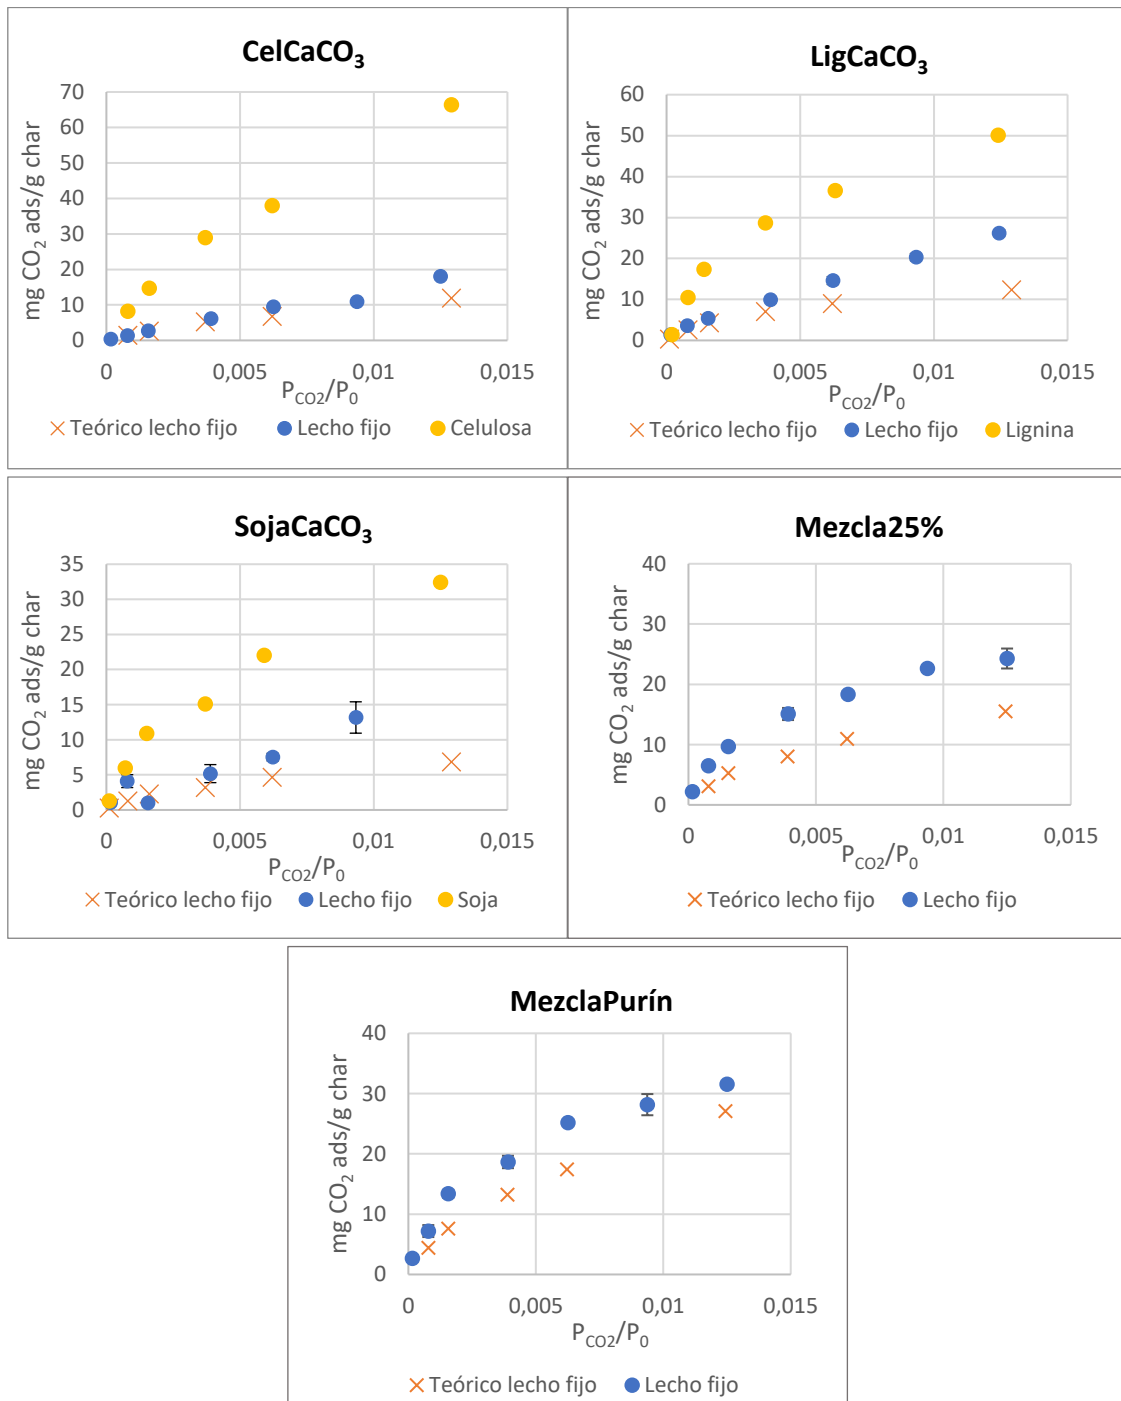 CelCaCO₃
mg CO₂ ads/g char
70
60
50
40
30
20
10
0
0 0,005 0,01 0,015
P_CO2/P₀
Teórico lecho fijo Lecho fijo Celulosa
LigCaCO₃
mg CO₂ ads/g char
60
50
40
30
20
10
0
0 0,005 0,01 0,015
P_CO2/P₀
Teórico lecho fijo Lecho fijo Lignina
SojaCaCO₃
mg CO₂ ads/g char
35
30
25
20
15
10
5
0
0 0,005 0,01 0,015
P_CO2/P₀
Teórico lecho fijo Lecho fijo Soja
Mezcla25%
mg CO₂ ads/g char
40
30
20
10
0
0 0,005 0,01 0,015
P_CO2/P₀
Teórico lecho fijo Lecho fijo
MezclaPurín
mg CO₂ ads/g char
40
30
20
10
0
0 0,005 0,01 0,015
P_CO2/P₀
Teórico lecho fijo Lecho fijo